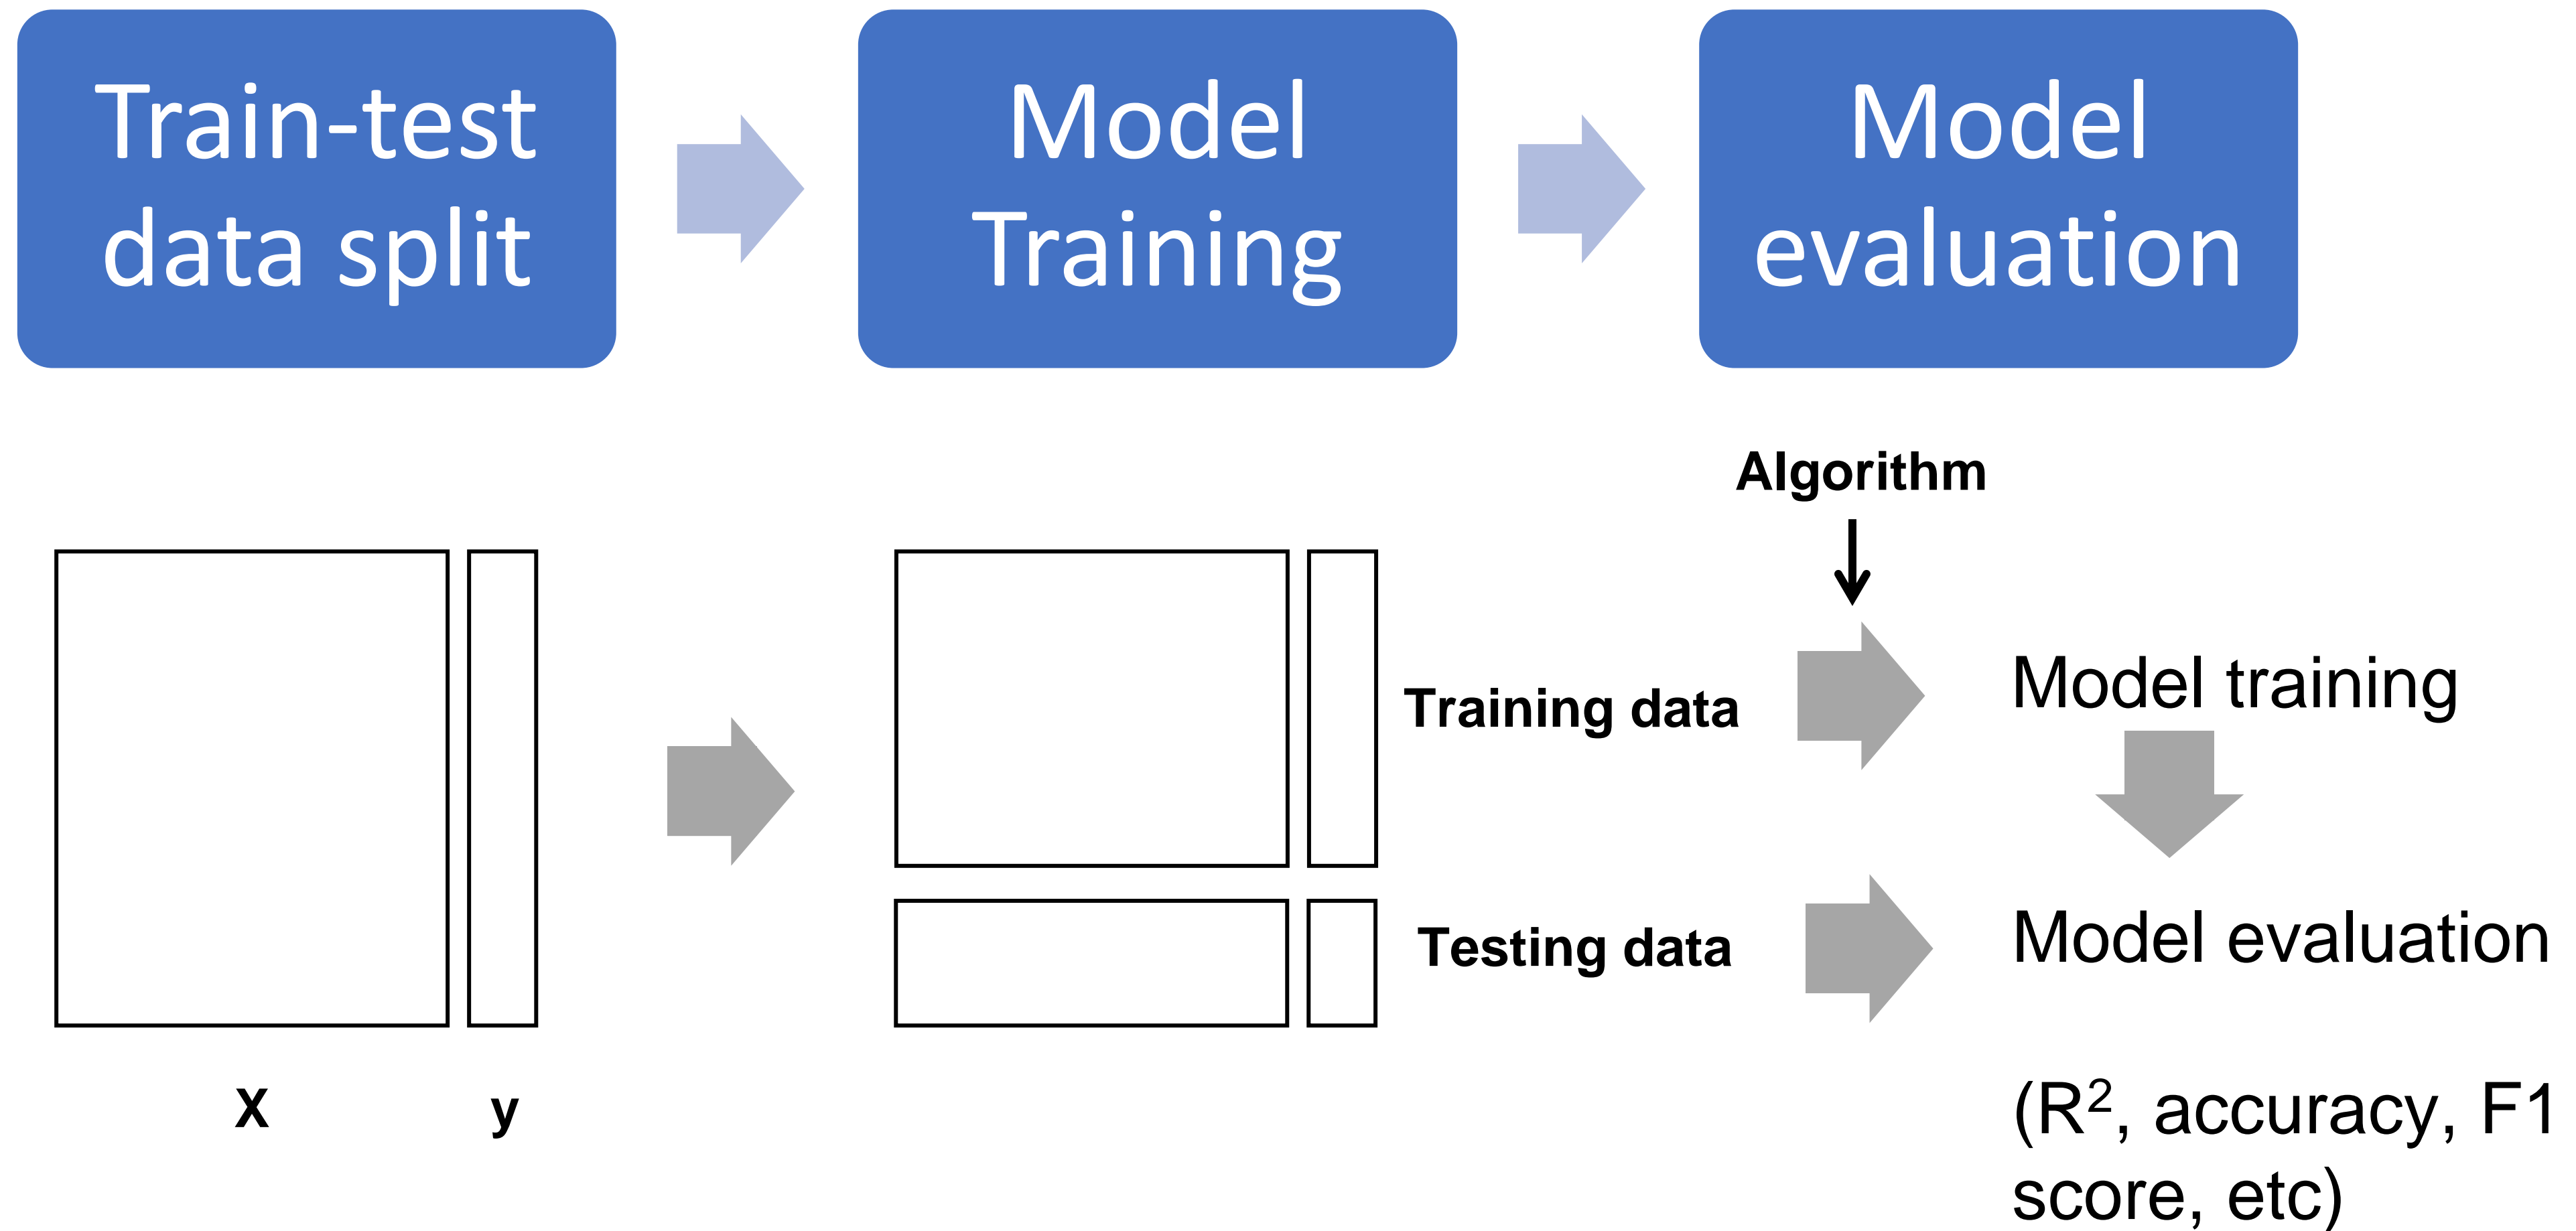 Train-test
data split
Model
Training
Model
evaluation
Algorithm
Training data
Model training
Testing data
Model evaluation
X
y
(R², accuracy, F1
score, etc)